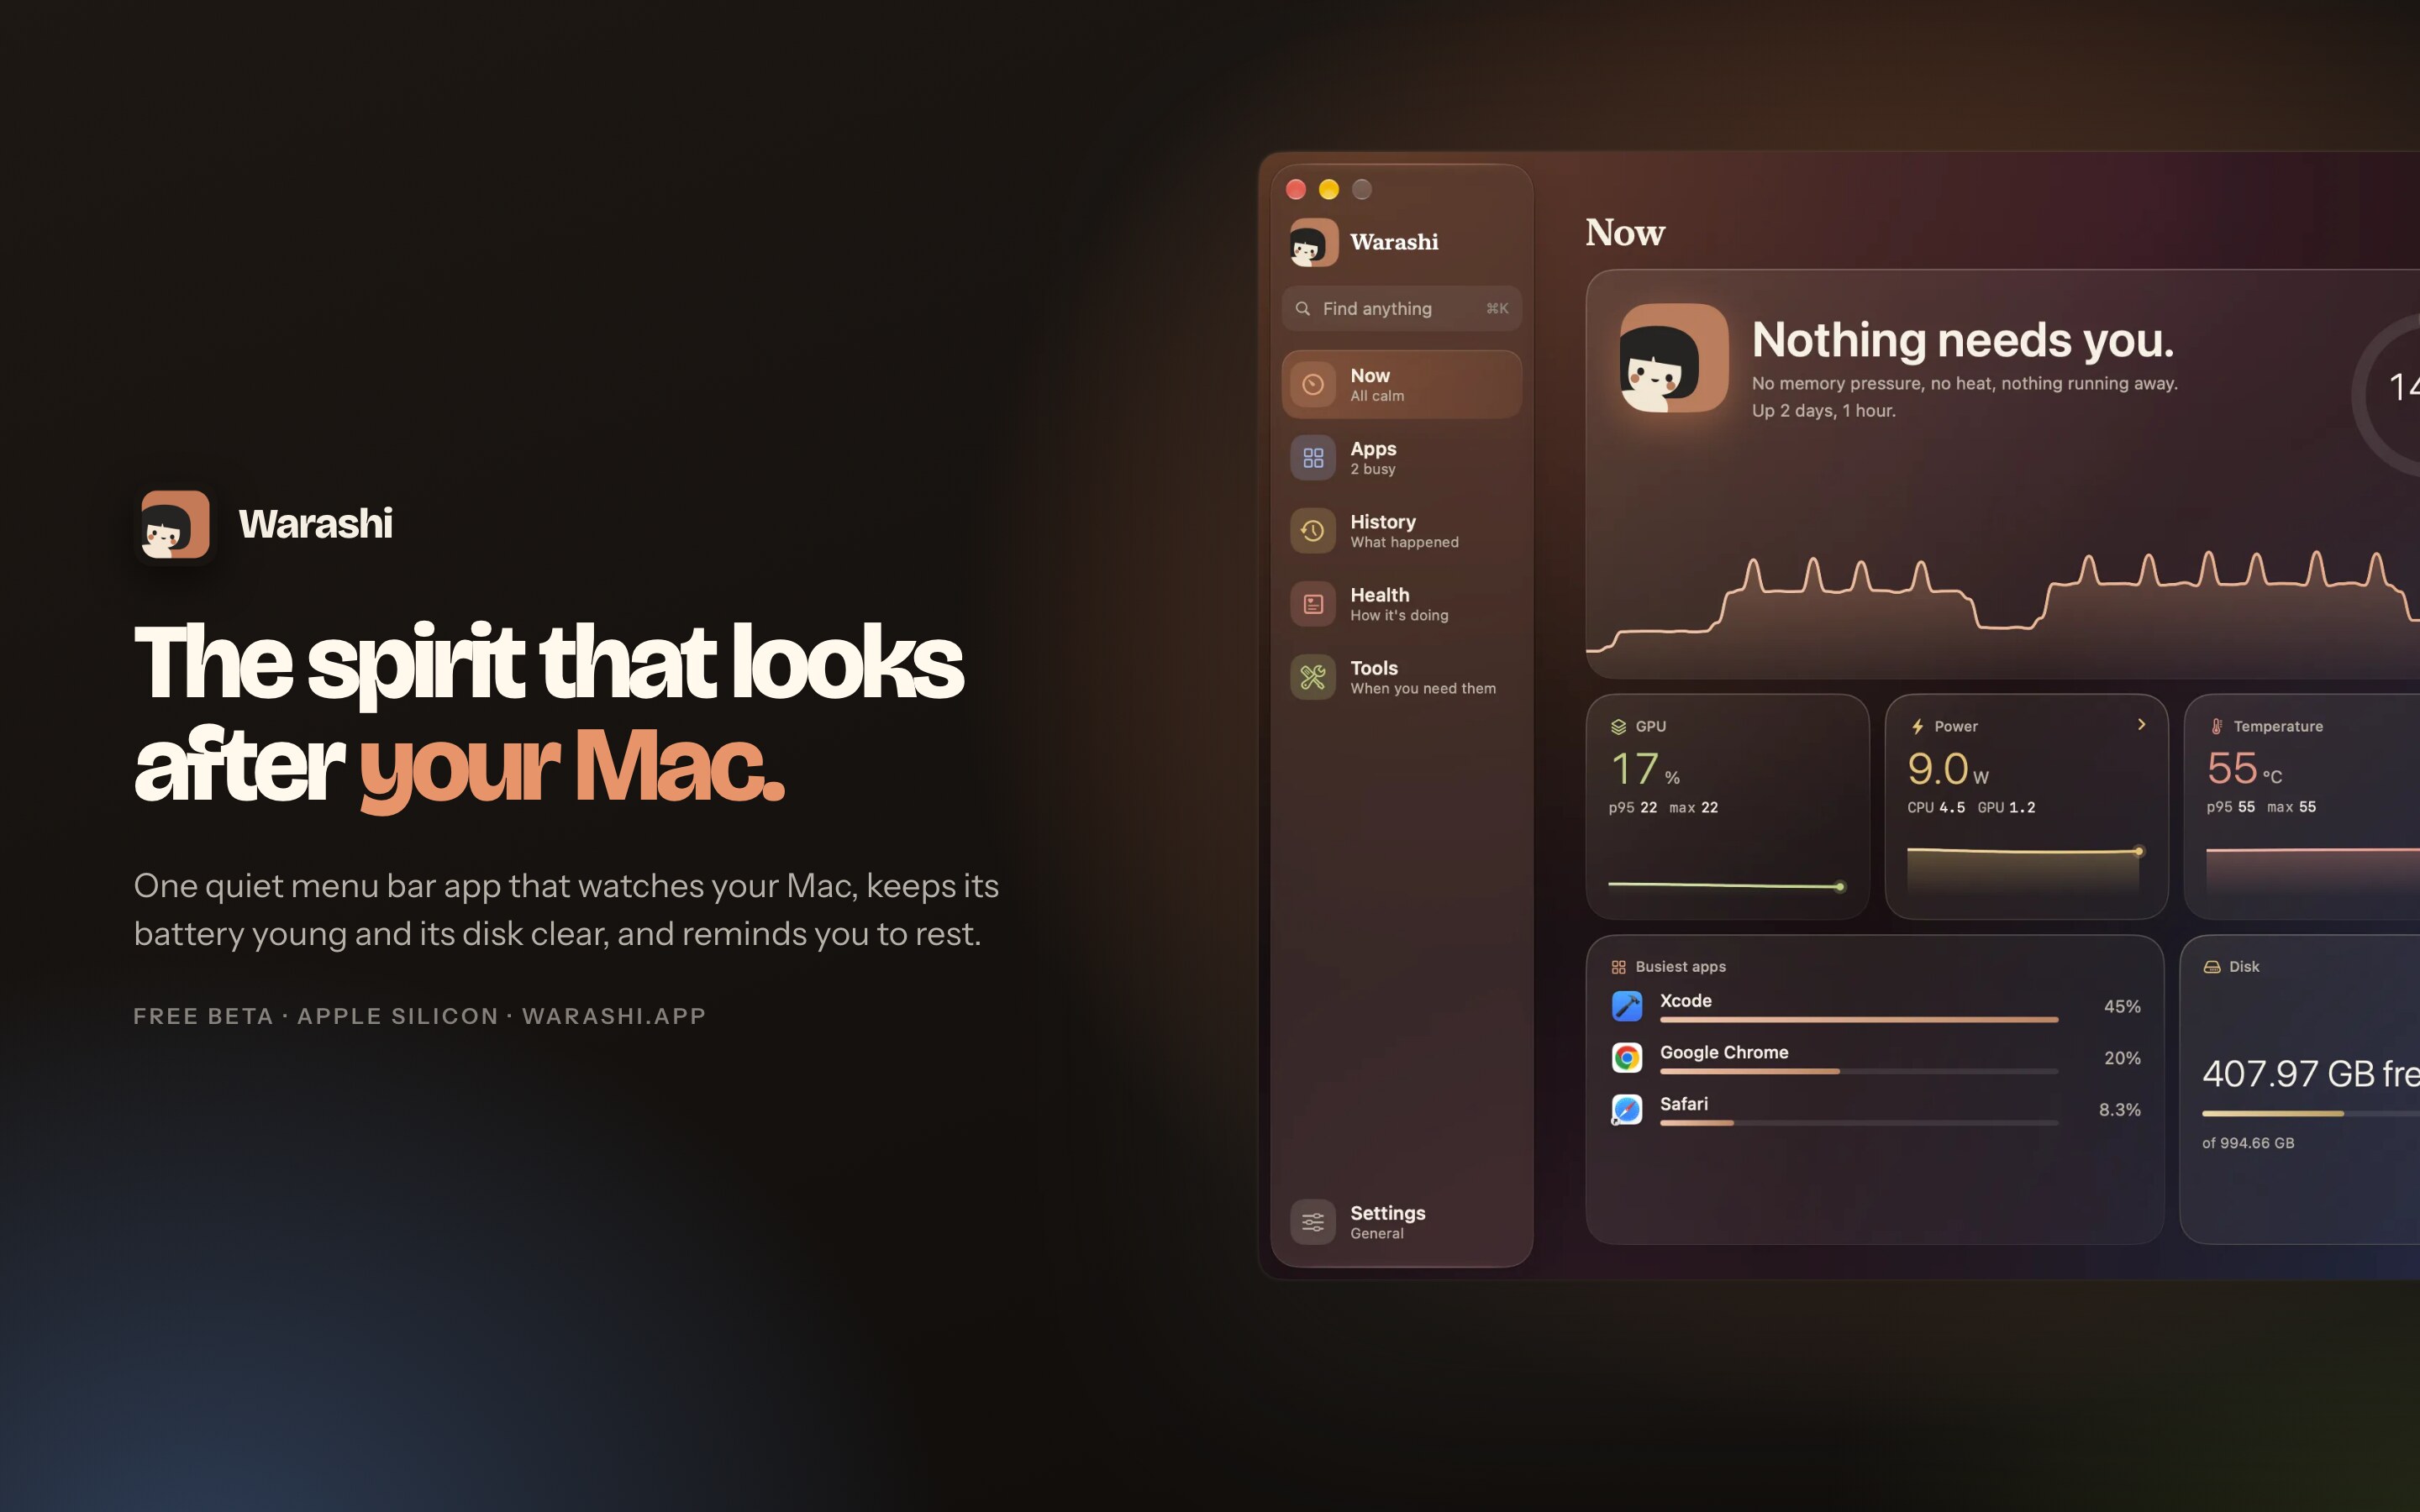 Warashi
The spirit that looks
after your Mac.
One quiet menu bar app that watches your Mac, keeps its
battery young and its disk clear, and reminds you to rest.
FREE BETA · APPLE SILICON · WARASHI.APP
Warashi
Find anything ⌘K
Now
All calm
Apps
2 busy
History
What happened
Health
How it's doing
Tools
When you need them
Settings
General
Now
Nothing needs you.
No memory pressure, no heat, nothing running away.
Up 2 days, 1 hour.
14
GPU
17 %
p95 22 max 22
Power
9.0 W
CPU 4.5 GPU 1.2
Temperature
55 °C
p95 55 max 55
Busiest apps
Xcode 45%
Google Chrome 20%
Safari 8.3%
Disk
407.97 GB fre
of 994.66 GB